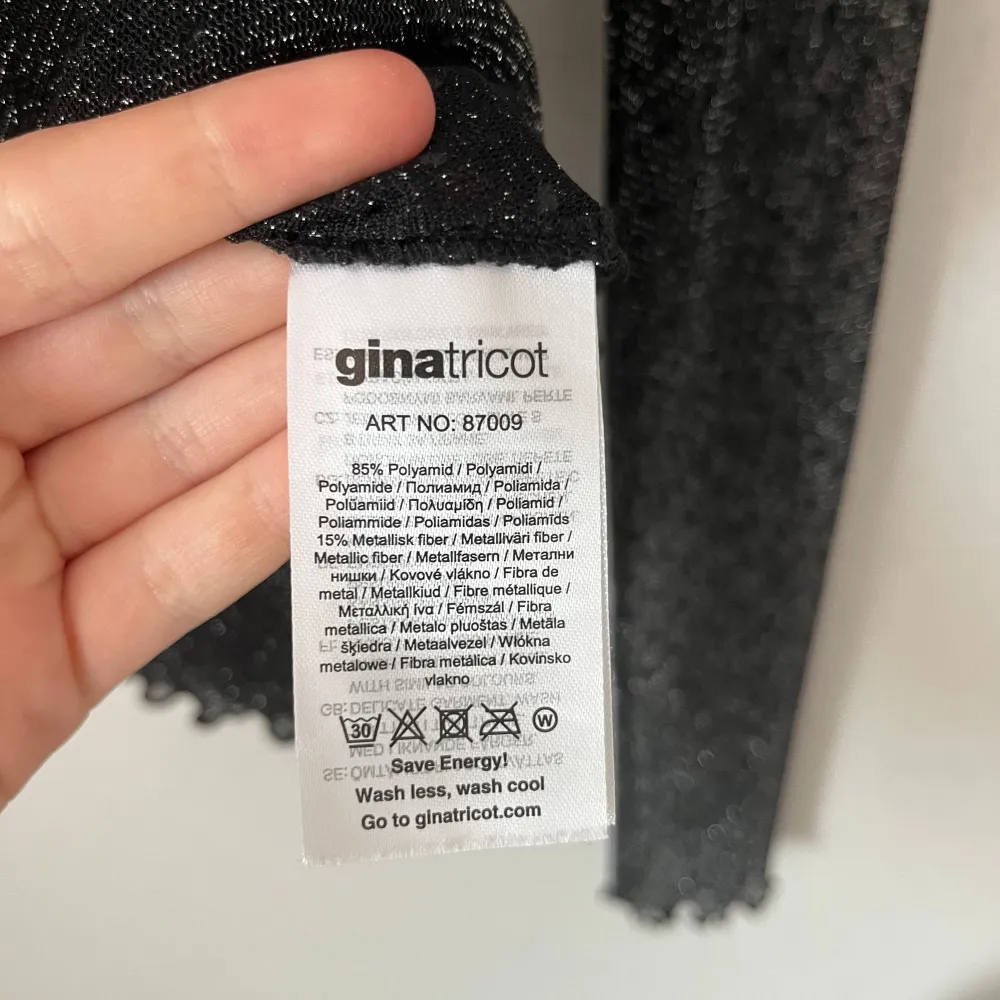 ginatricot
ART NO: 87009
85% Polyamid / Polyamidi /
Polyamide / Полиамид / Poliamida /
Polüamiid / Πολυαμίδη / Poliamid /
Poliammide / Poliamidas / Poliamīds
15% Metallisk fiber / Metalliväri fiber /
Metallic fiber / Metallfasern / Метални
нишки / Kovové vlákno / Fibra de
metal / Metallkiud / Fibre métallique /
Μεταλλική ίνα / Fémszál / Fibra
metallica / Metalo pluoštas / Metāla
šķiedra / Metaalvezel / Włókna
metalowe / Fibra metálica / Kovinsko
vlakno
30 W
Save Energy!
Wash less, wash cool
Go to ginatricot.com